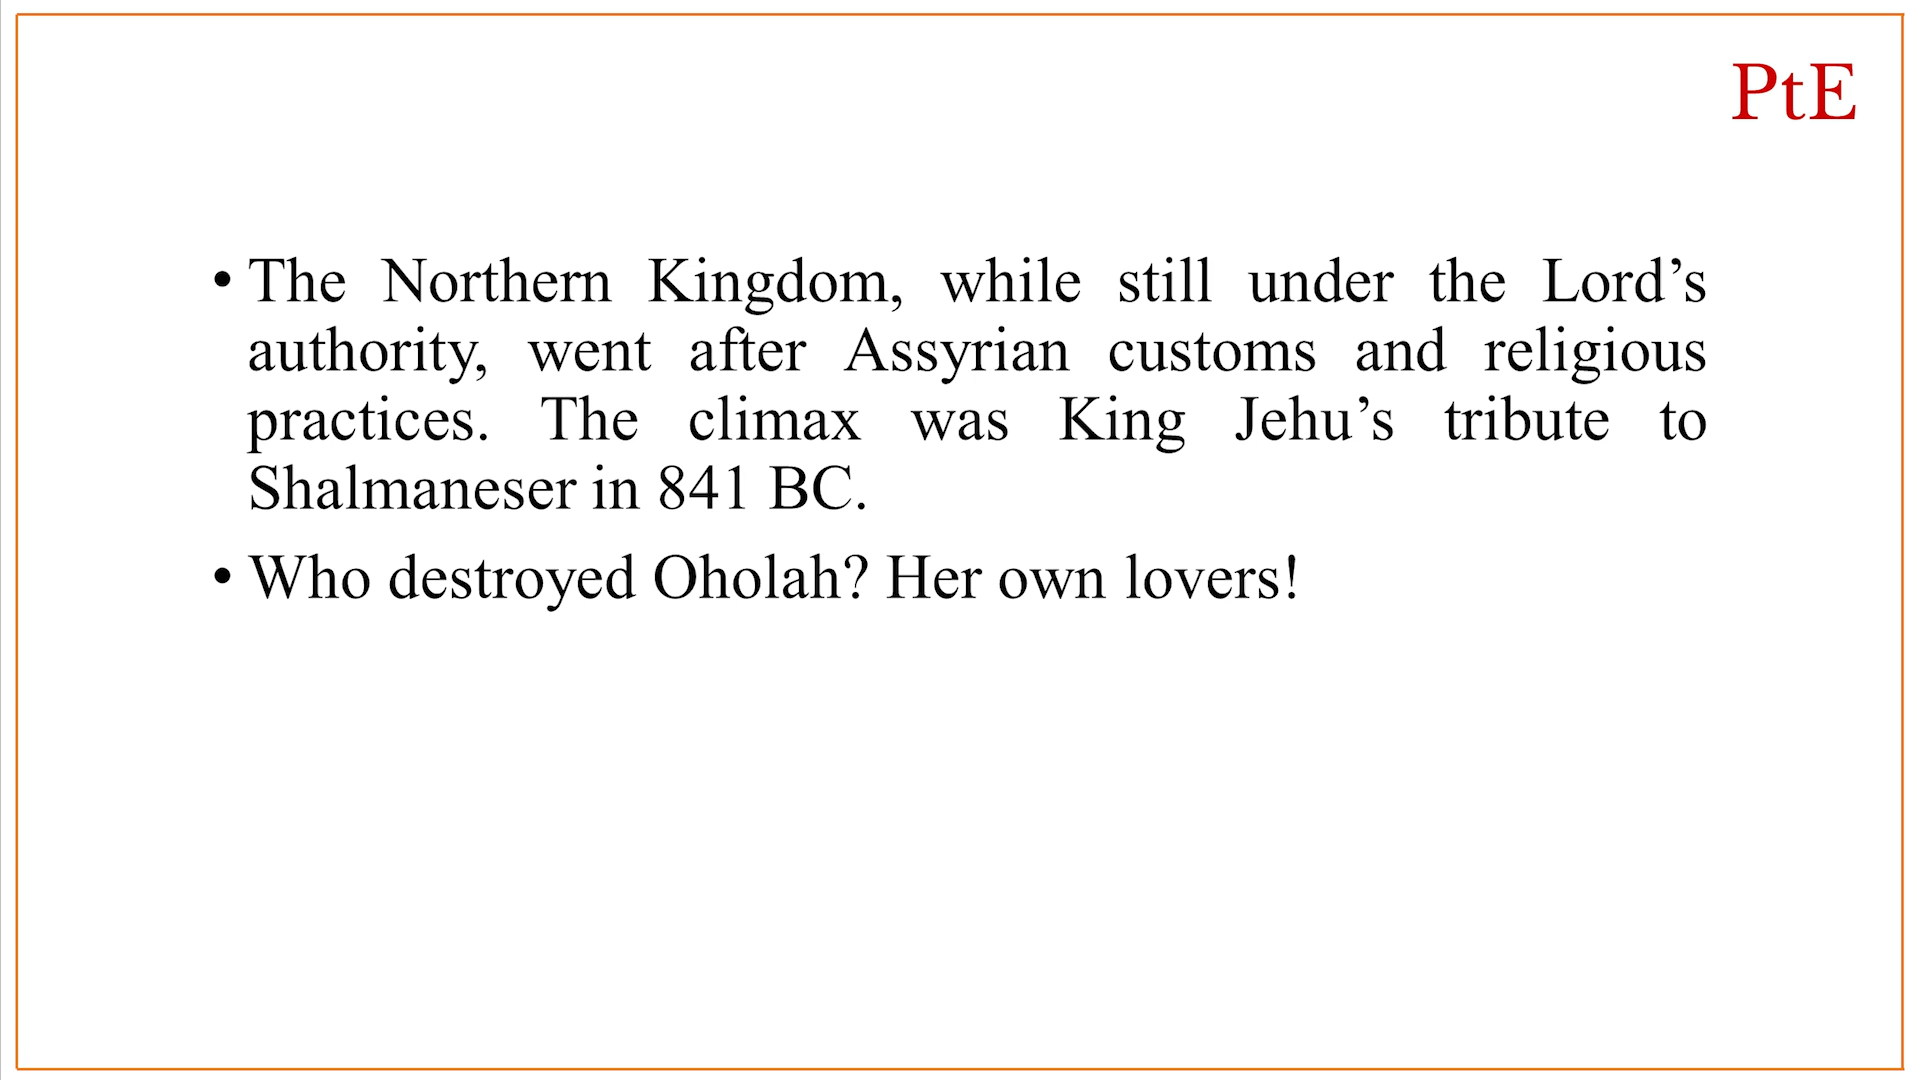 PtE
• The Northern Kingdom, while still under the Lord’s
authority, went after Assyrian customs and religious
practices. The climax was King Jehu’s tribute to
Shalmaneser in 841 BC.
• Who destroyed Oholah? Her own lovers!